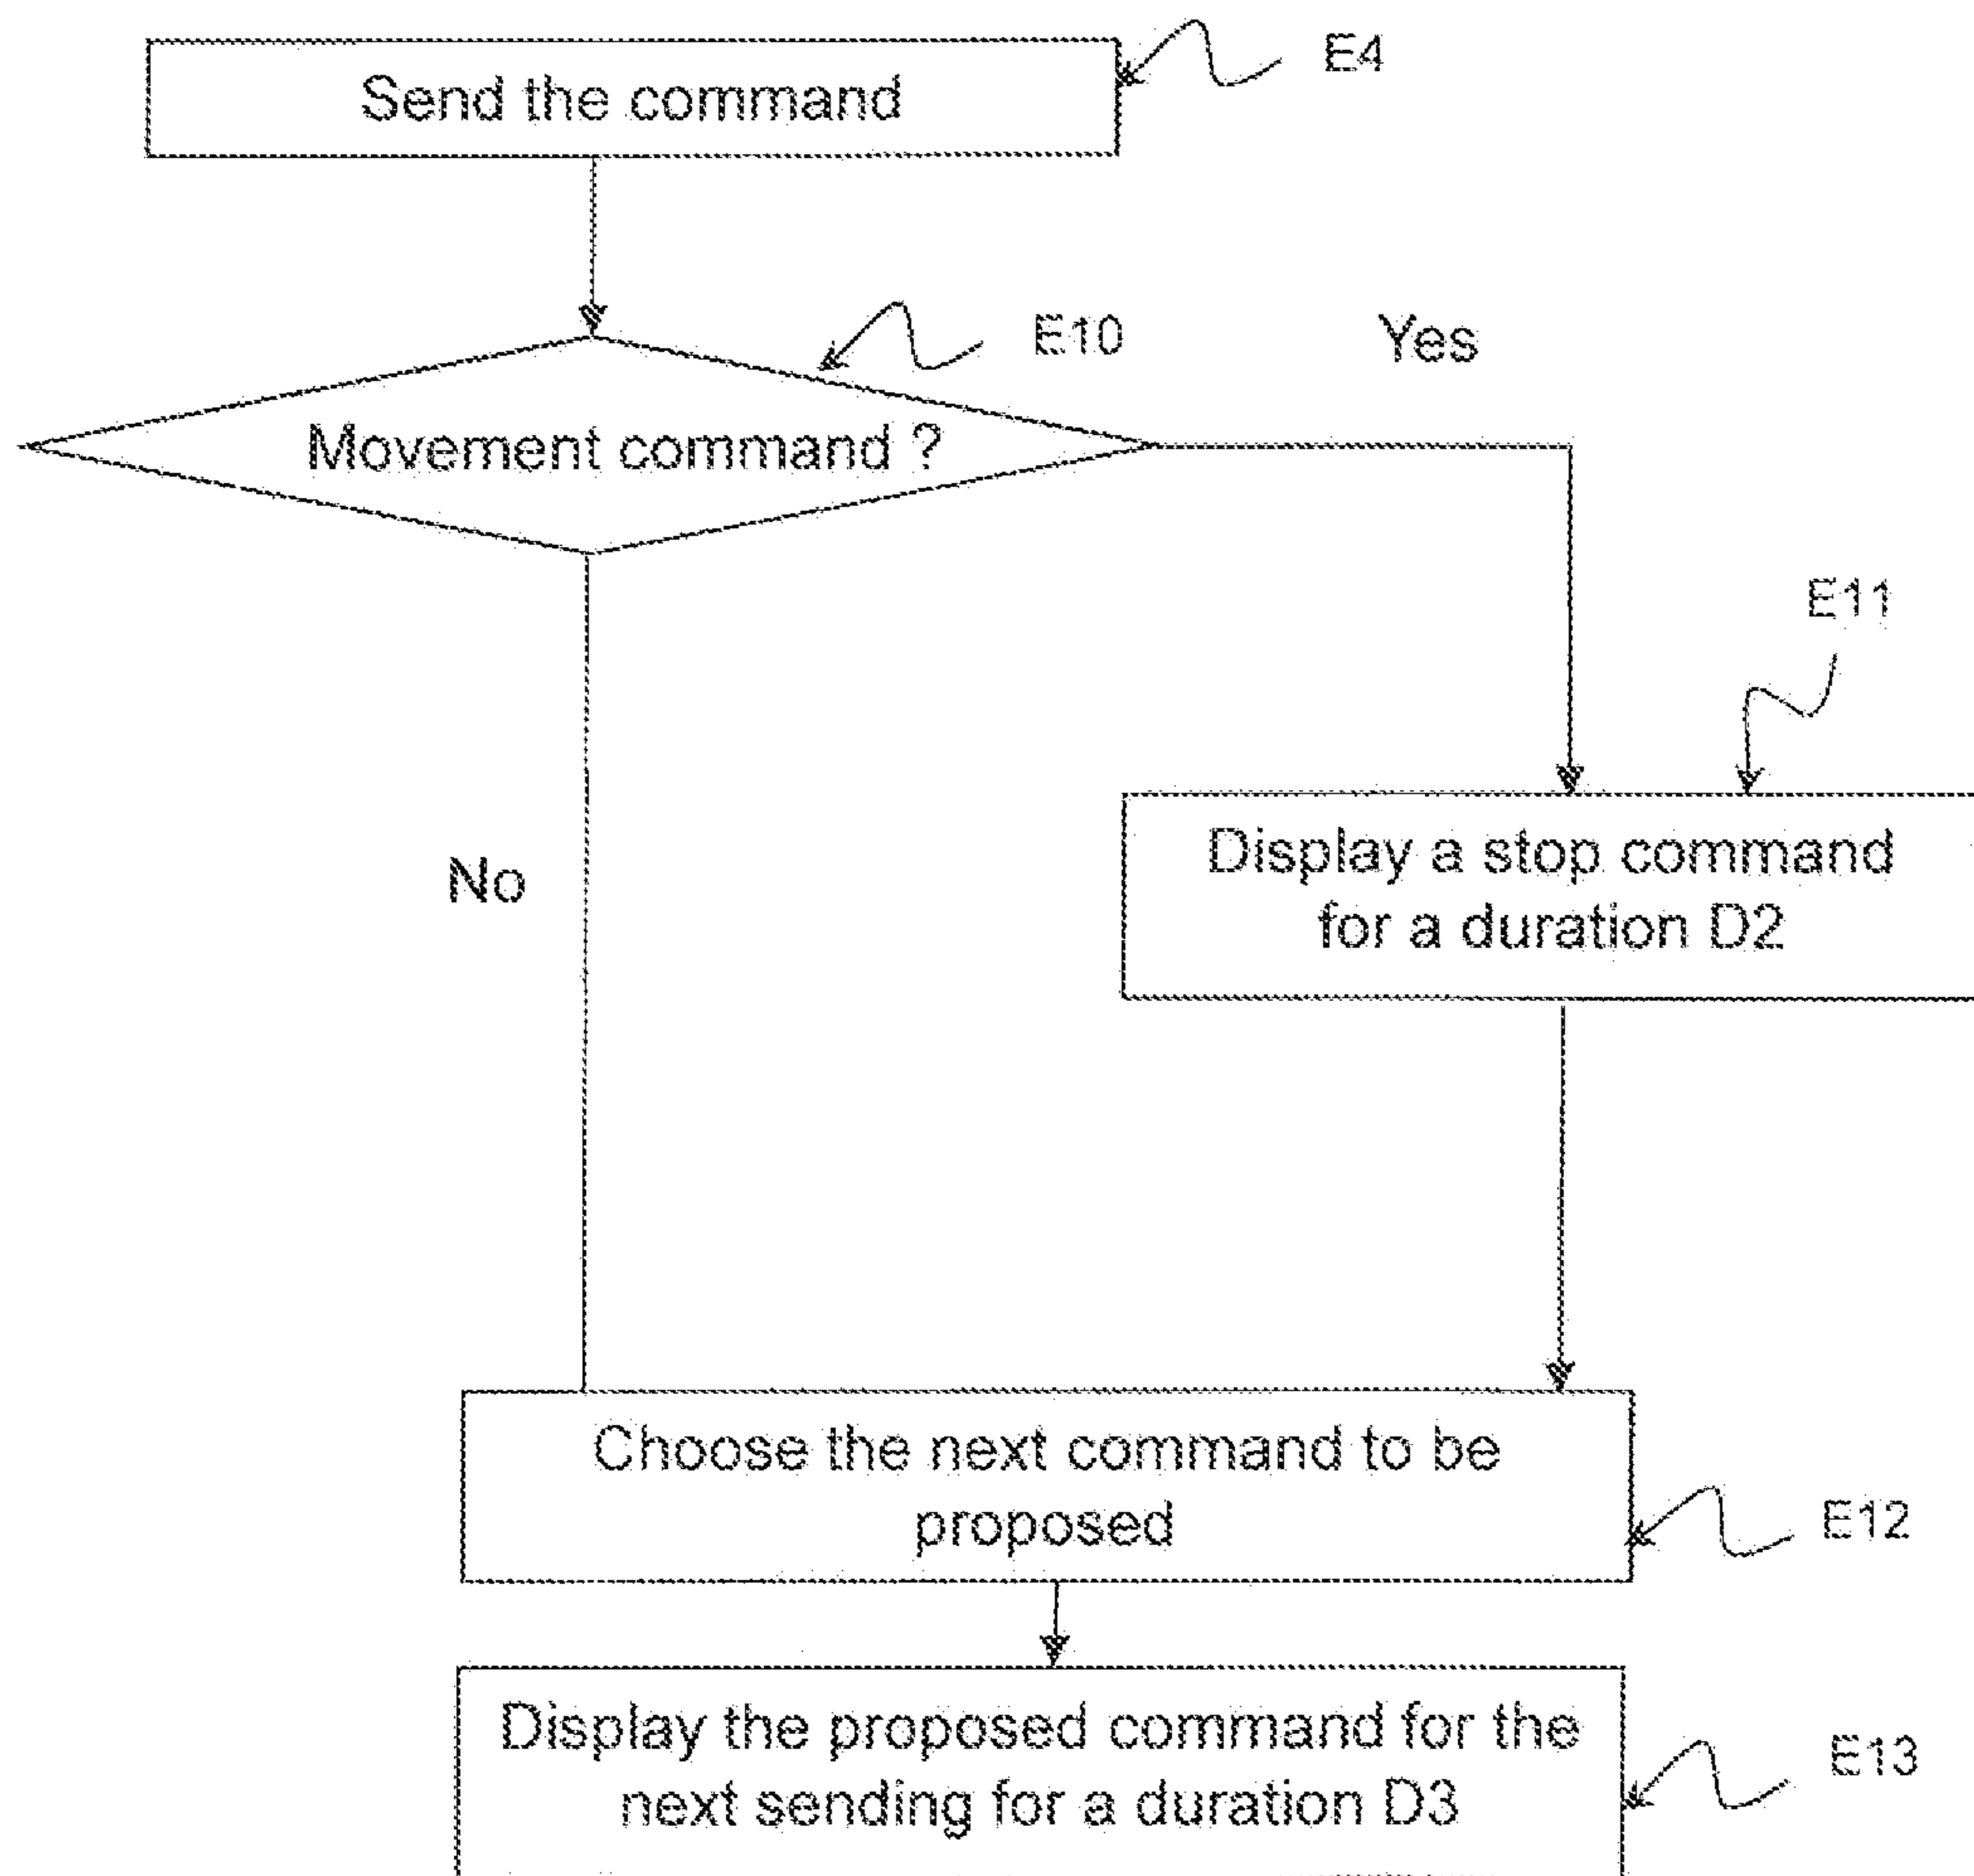 Send the command
E4
E10
Yes
Movement command ?
E11
No
Display a stop command
for a duration D2
Choose the next command to be
proposed
E12
Display the proposed command for the
next sending for a duration D3
E13